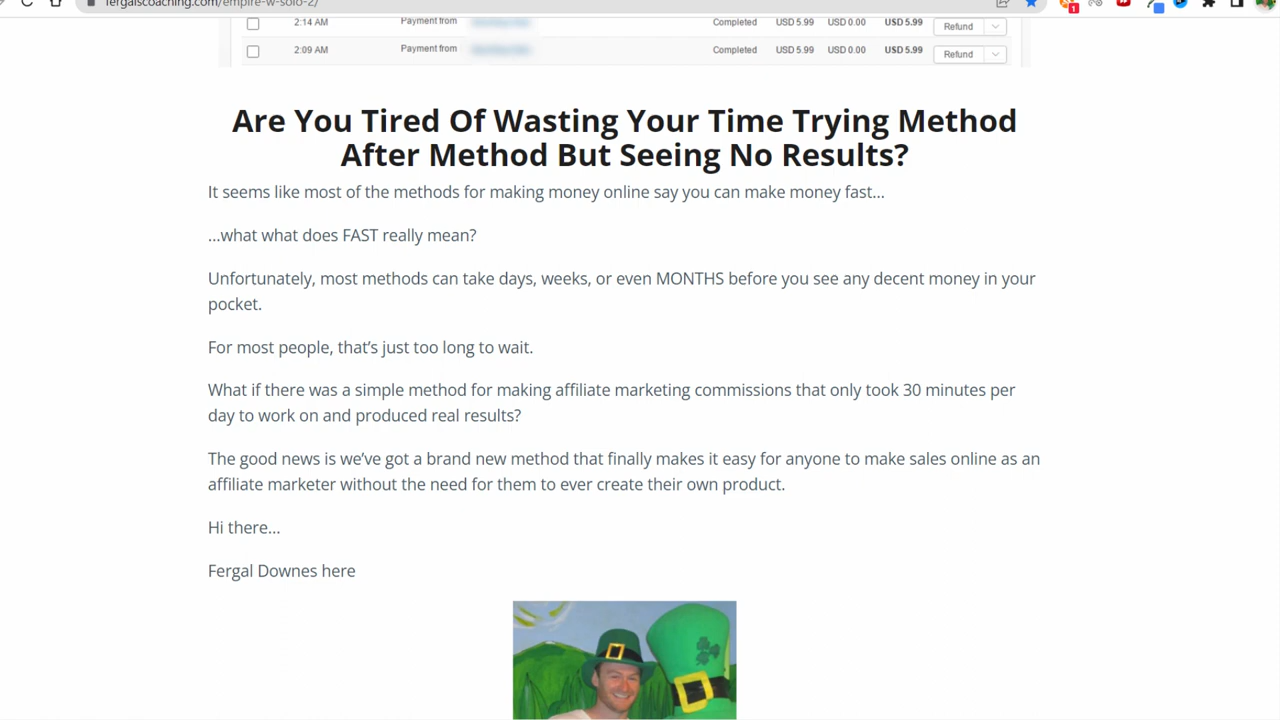 fergalscoaching.com/empire-w-solo-2/
1
2:14 AM Payment from Completed USD 5.99 USD 0.00 USD 5.99 Refund
2:09 AM Payment from Completed USD 5.99 USD 0.00 USD 5.99 Refund
Are You Tired Of Wasting Your Time Trying Method
After Method But Seeing No Results?
It seems like most of the methods for making money online say you can make money fast…
…what what does FAST really mean?
Unfortunately, most methods can take days, weeks, or even MONTHS before you see any decent money in your
pocket.
For most people, that's just too long to wait.
What if there was a simple method for making affiliate marketing commissions that only took 30 minutes per
day to work on and produced real results?
The good news is we've got a brand new method that finally makes it easy for anyone to make sales online as an
affiliate marketer without the need for them to ever create their own product.
Hi there…
Fergal Downes here